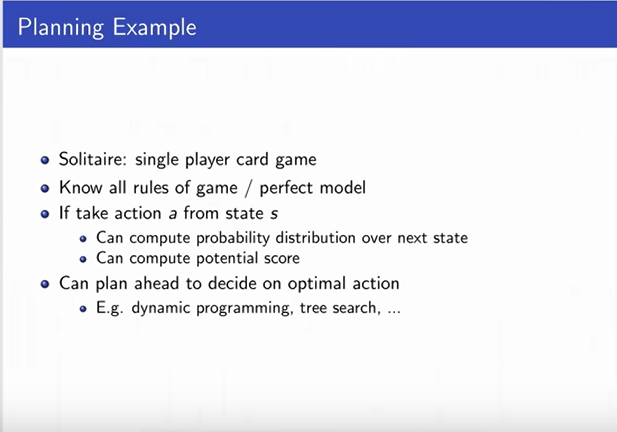 Planning Example
Solitaire: single player card game
Know all rules of game / perfect model
If take action a from state s
Can compute probability distribution over next state
Can compute potential score
Can plan ahead to decide on optimal action
E.g. dynamic programming, tree search, ...